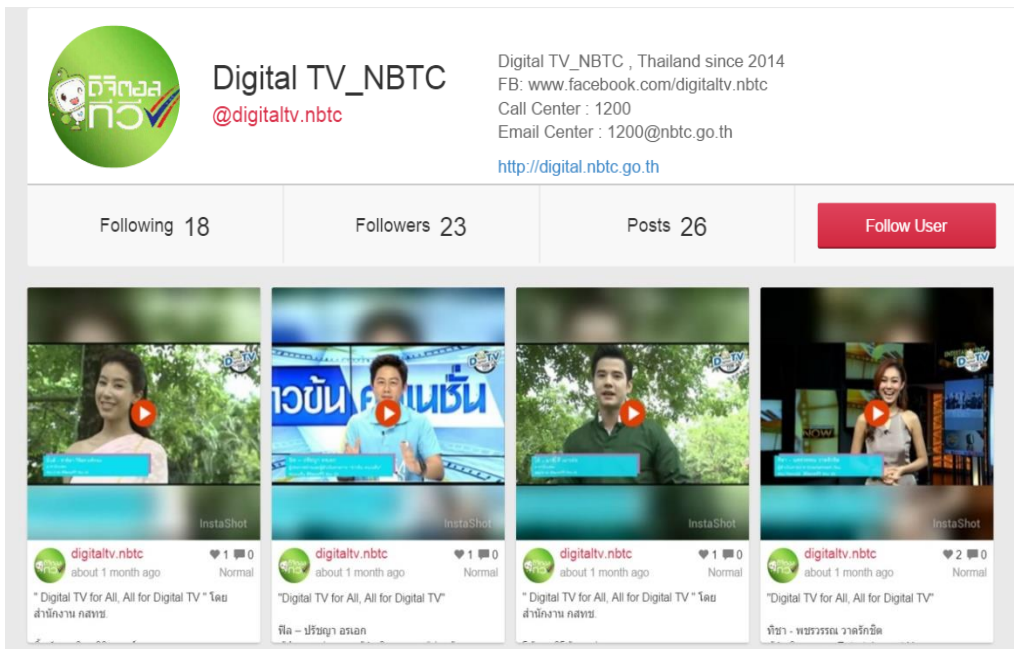 ดิจิตอล
ทีวี
Digital TV_NBTC
@digitaltv.nbtc
Digital TV_NBTC , Thailand since 2014
FB: www.facebook.com/digitaltv.nbtc
Call Center : 1200
Email Center : 1200@nbtc.go.th
http://digital.nbtc.go.th
Following 18
Followers 23
Posts 26
Follow User
InstaShot
digitaltv.nbtc
1 0
about 1 month ago
Normal
" Digital TV for All, All for Digital TV " โดย
สำนักงาน กสทช.
InstaShot
digitaltv.nbtc
1 0
about 1 month ago
Normal
"Digital TV for All, All for Digital TV"
ฟีล – ปรัชญา อรเอก
InstaShot
digitaltv.nbtc
1 0
about 1 month ago
Normal
" Digital TV for All, All for Digital TV " โดย
สำนักงาน กสทช.
NOW
InstaShot
digitaltv.nbtc
2 0
about 1 month ago
Normal
"Digital TV for All, All for Digital TV"
ทิชา - พชรวรรณ วาดรักชิต